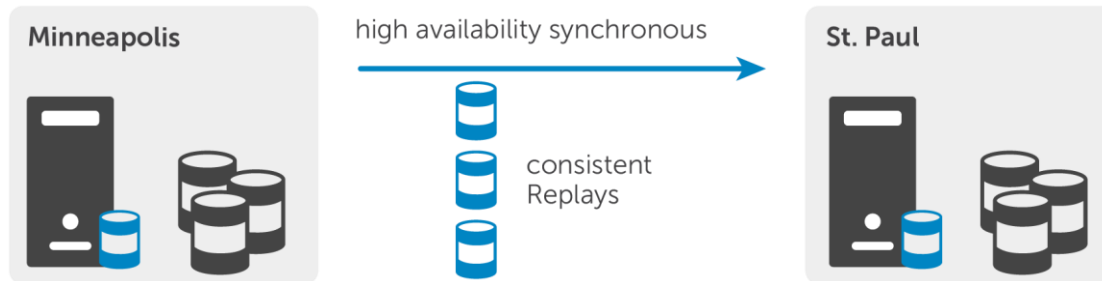 Minneapolis
high availability synchronous
St. Paul
consistent
Replays